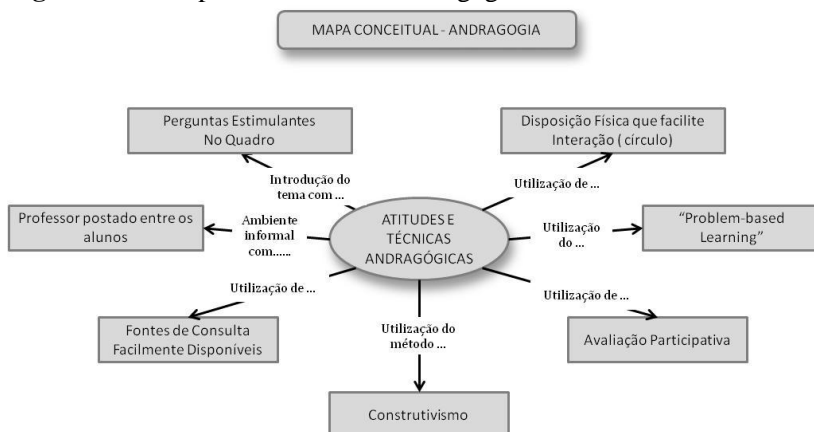 MAPA CONCEITUAL - ANDRAGOGIA
Perguntas Estimulantes
No Quadro
Disposição Física que facilite
Interação ( círculo)
Introdução do
tema com ...
Utilização de ...
Professor postado entre os
alunos
Ambiente
informal
com......
ATITUDES E
TÉCNICAS
ANDRAGÓGICAS
Utilização
do ...
“Problem-based
Learning”
Utilização de ...
Utilização de ...
Fontes de Consulta
Facilmente Disponíveis
Utilização do
método ...
Avaliação Participativa
Construtivismo